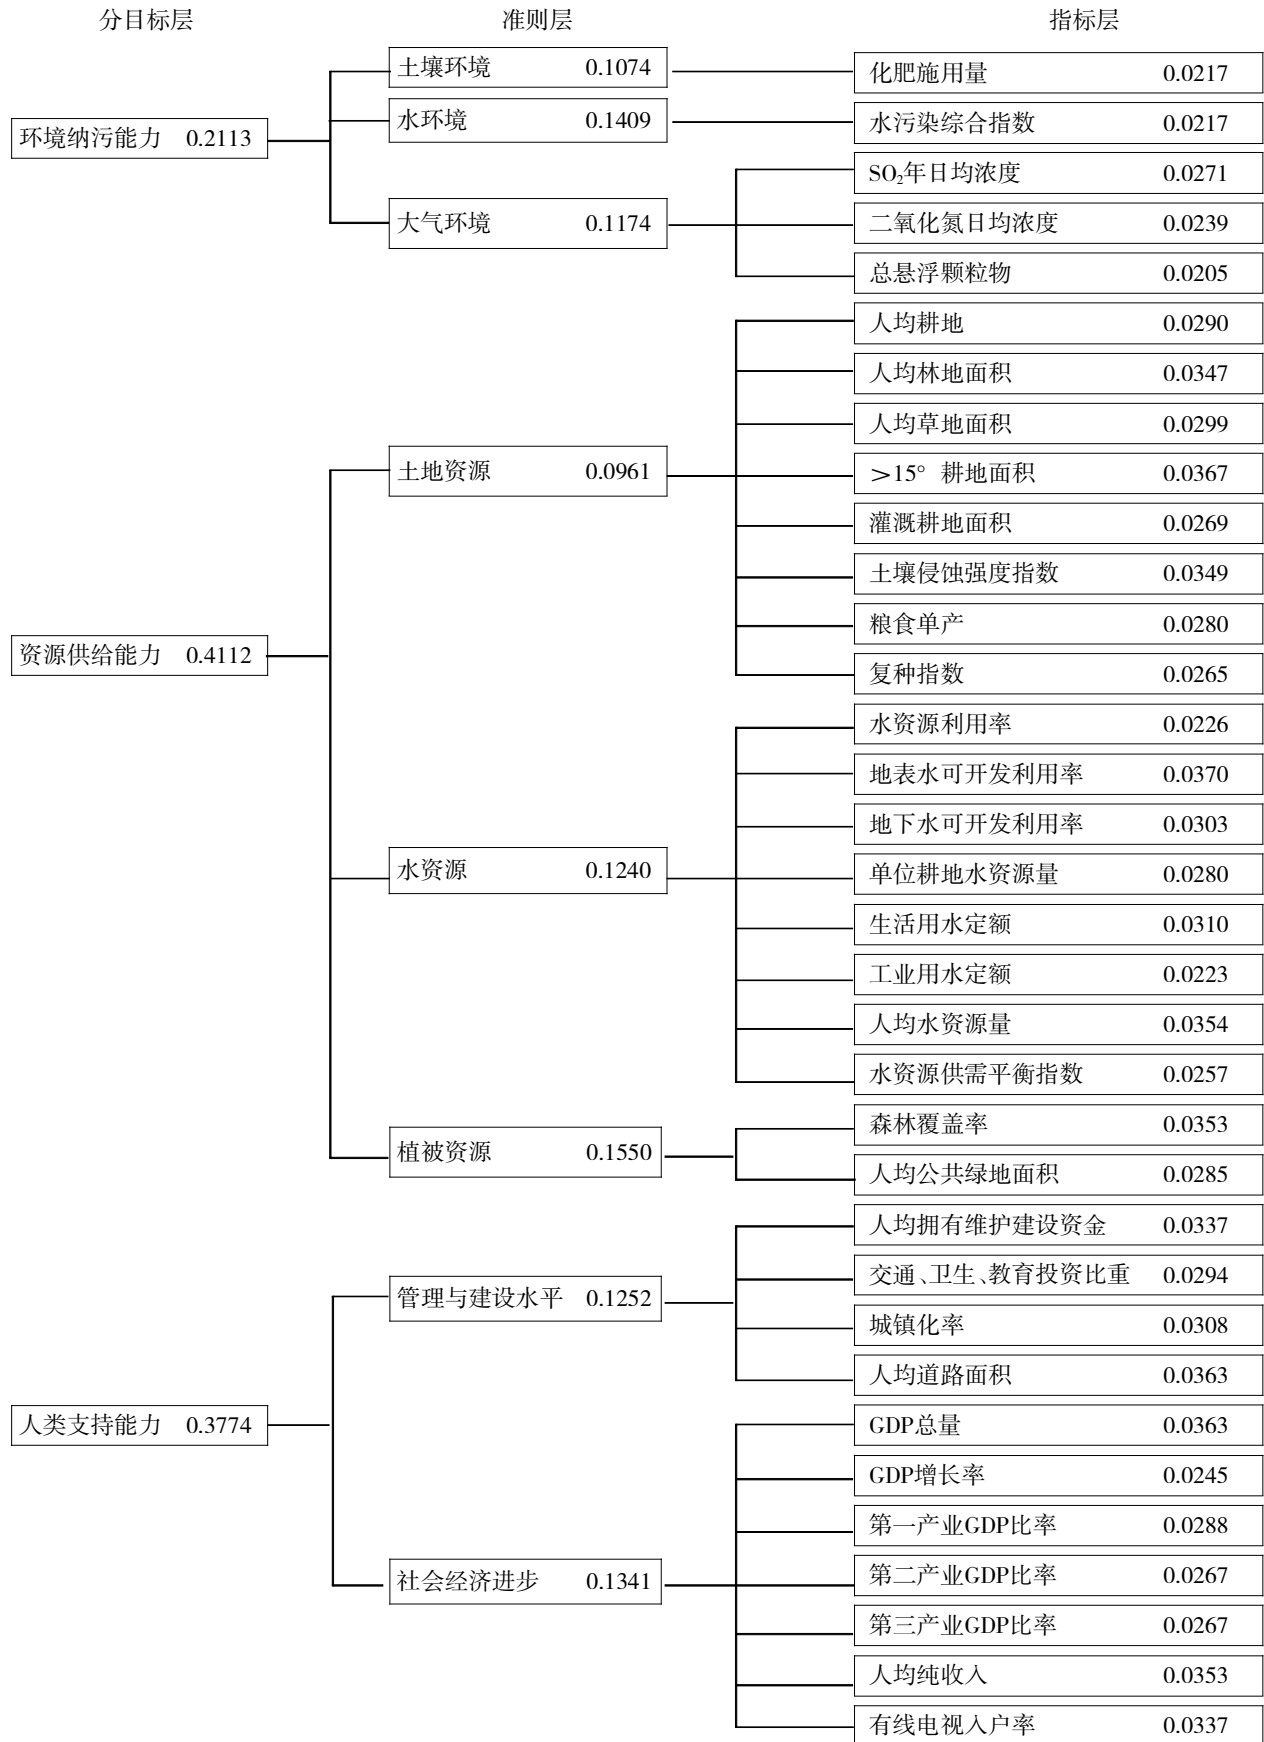 分目标层 准则层 指标层
土壤环境 0.1074
化肥施用量 0.0217
水环境 0.1409
水污染综合指数 0.0217
环境纳污能力 0.2113
SO₂年日均浓度 0.0271
大气环境 0.1174
二氧化氮日均浓度 0.0239
总悬浮颗粒物 0.0205
人均耕地 0.0290
人均林地面积 0.0347
人均草地面积 0.0299
土地资源 0.0961
>15° 耕地面积 0.0367
灌溉耕地面积 0.0269
土壤侵蚀强度指数 0.0349
粮食单产 0.0280
资源供给能力 0.4112
复种指数 0.0265
水资源利用率 0.0226
地表水可开发利用率 0.0370
地下水可开发利用率 0.0303
水资源 0.1240
单位耕地水资源量 0.0280
生活用水定额 0.0310
工业用水定额 0.0223
人均水资源量 0.0354
水资源供需平衡指数 0.0257
森林覆盖率 0.0353
植被资源 0.1550
人均公共绿地面积 0.0285
人均拥有维护建设资金 0.0337
交通、卫生、教育投资比重 0.0294
管理与建设水平 0.1252
城镇化率 0.0308
人均道路面积 0.0363
人类支持能力 0.3774
GDP总量 0.0363
GDP增长率 0.0245
第一产业GDP比率 0.0288
社会经济进步 0.1341
第二产业GDP比率 0.0267
第三产业GDP比率 0.0267
人均纯收入 0.0353
有线电视入户率 0.0337